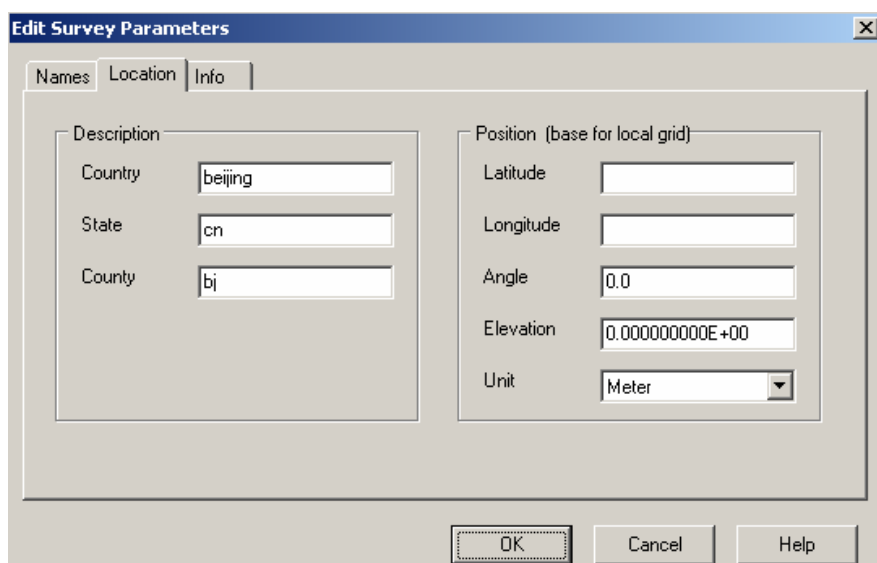 Edit Survey Parameters
Names Location Info
Description
Country beijing
State cn
County bj
Position (base for local grid)
Latitude
Longitude
Angle 0.0
Elevation 0.000000000E+00
Unit Meter
OK Cancel Help